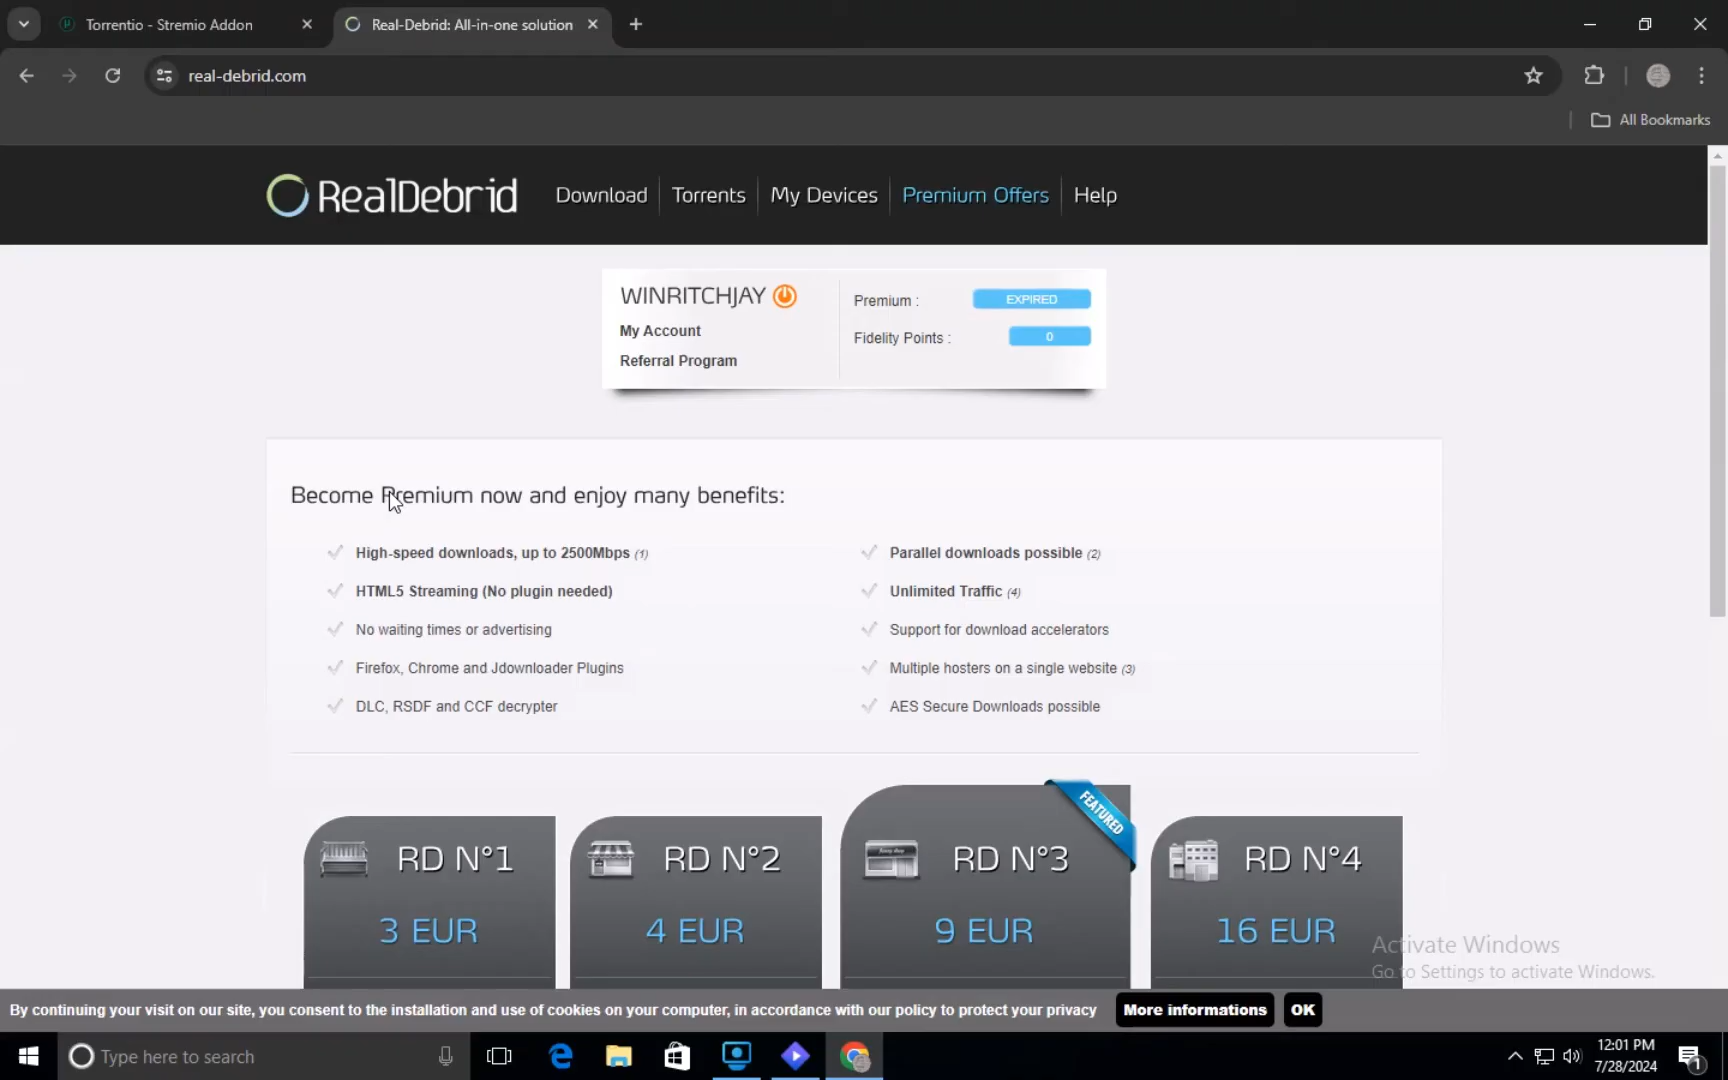 Torrentio - Stremio Addon
Real-Debrid: All-in-one solution
real-debrid.com
All Bookmarks
RealDebrid
Download
Torrents
My Devices
Premium Offers
Help
WINRITCHJAY
My Account
Referral Program
Premium :
EXPIRED
Fidelity Points :
0
Become Premium now and enjoy many benefits:
High-speed downloads, up to 2500Mbps (1)
HTML5 Streaming (No plugin needed)
No waiting times or advertising
Firefox, Chrome and Jdownloader Plugins
DLC, RSDF and CCF decrypter
Parallel downloads possible (2)
Unlimited Traffic (4)
Support for download accelerators
Multiple hosters on a single website (3)
AES Secure Downloads possible
RD N°1
3 EUR
RD N°2
4 EUR
FEATURED
RD N°3
9 EUR
RD N°4
16 EUR
Activate Windows
Go to Settings to activate Windows.
By continuing your visit on our site, you consent to the installation and use of cookies on your computer, in accordance with our policy to protect your privacy
More informations
OK
Type here to search
12:01 PM
7/28/2024
1